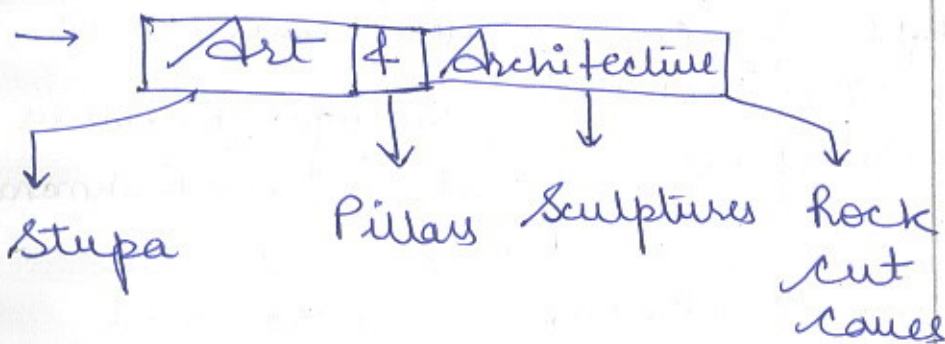 → Art & Architecture
Stupa Pillars Sculptures Rock
cut
caves